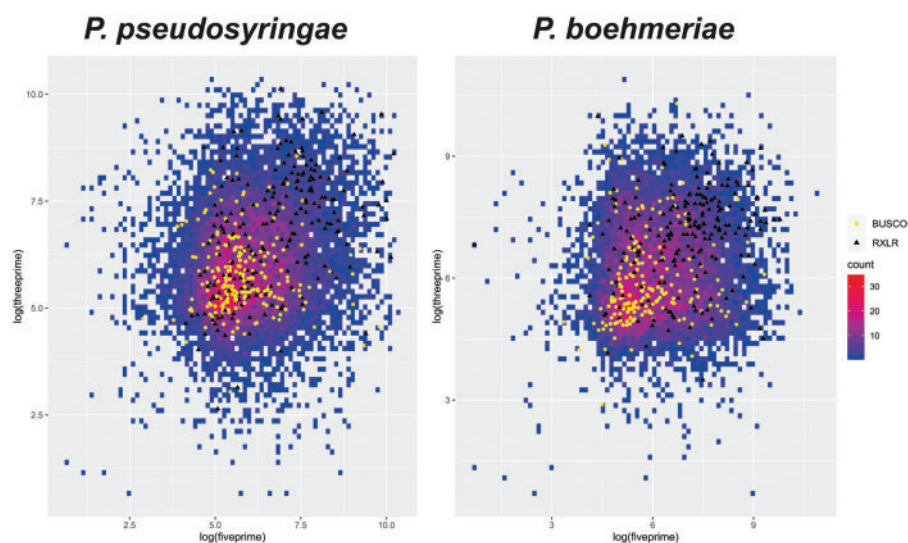 P. pseudosyringae
P. boehmeriae
10.0
7.5
5.0
2.5
log(threeprime)
2.5
5.0
7.5
10.0
log(fiveprime)
9
6
3
log(threeprime)
3
6
9
log(fiveprime)
BUSCO
RXLR
count
30
20
10